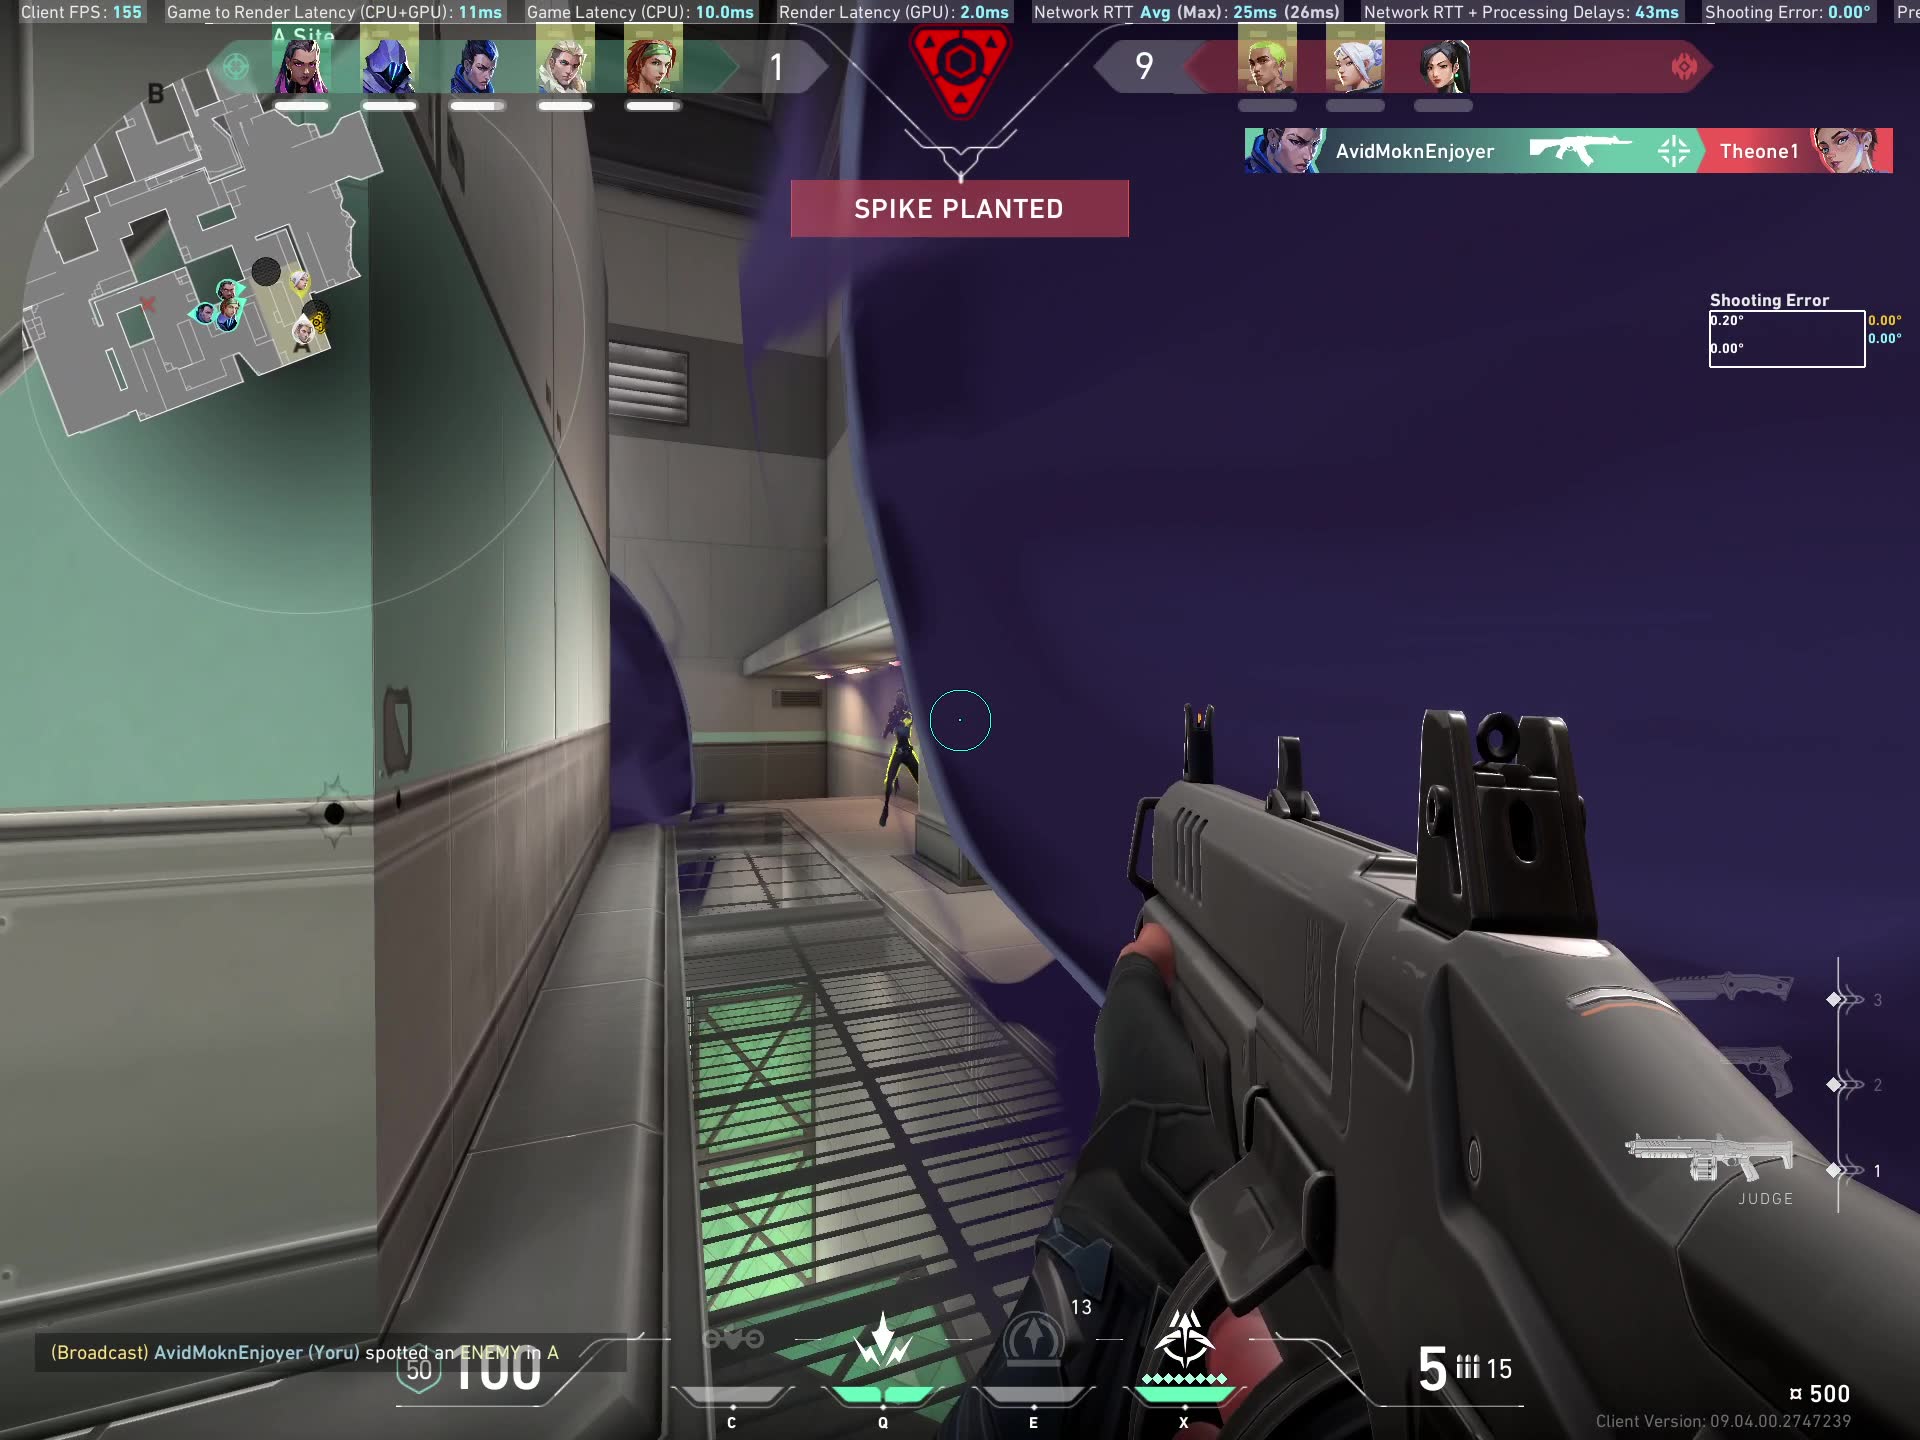 Client FPS: 155
Game to Render Latency (CPU+GPU): 11ms
Game Latency (CPU): 10.0ms
Render Latency (GPU): 2.0ms
Network RTT Avg (Max): 25ms (26ms)
Network RTT + Processing Delays: 43ms
Shooting Error: 0.00°
Pre
A Site
1
9
B
A
AvidMoknEnjoyer
Theone1
SPIKE PLANTED
Shooting Error
0.20°
0.00°
0.00°
0.00°
3
2
1
JUDGE
(Broadcast) AvidMoknEnjoyer (Yoru) spotted an ENEMY in A
50
100
13
C
Q
E
X
5
15
¤ 500
Client Version: 09.04.00.2747239